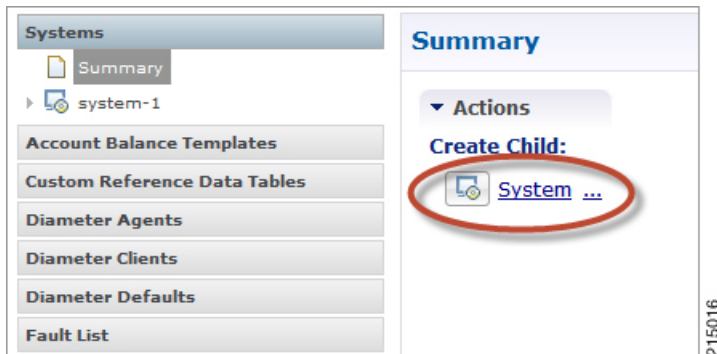 Systems
Summary
system-1
Account Balance Templates
Custom Reference Data Tables
Diameter Agents
Diameter Clients
Diameter Defaults
Fault List
Summary
Actions
Create Child:
System ...
215016